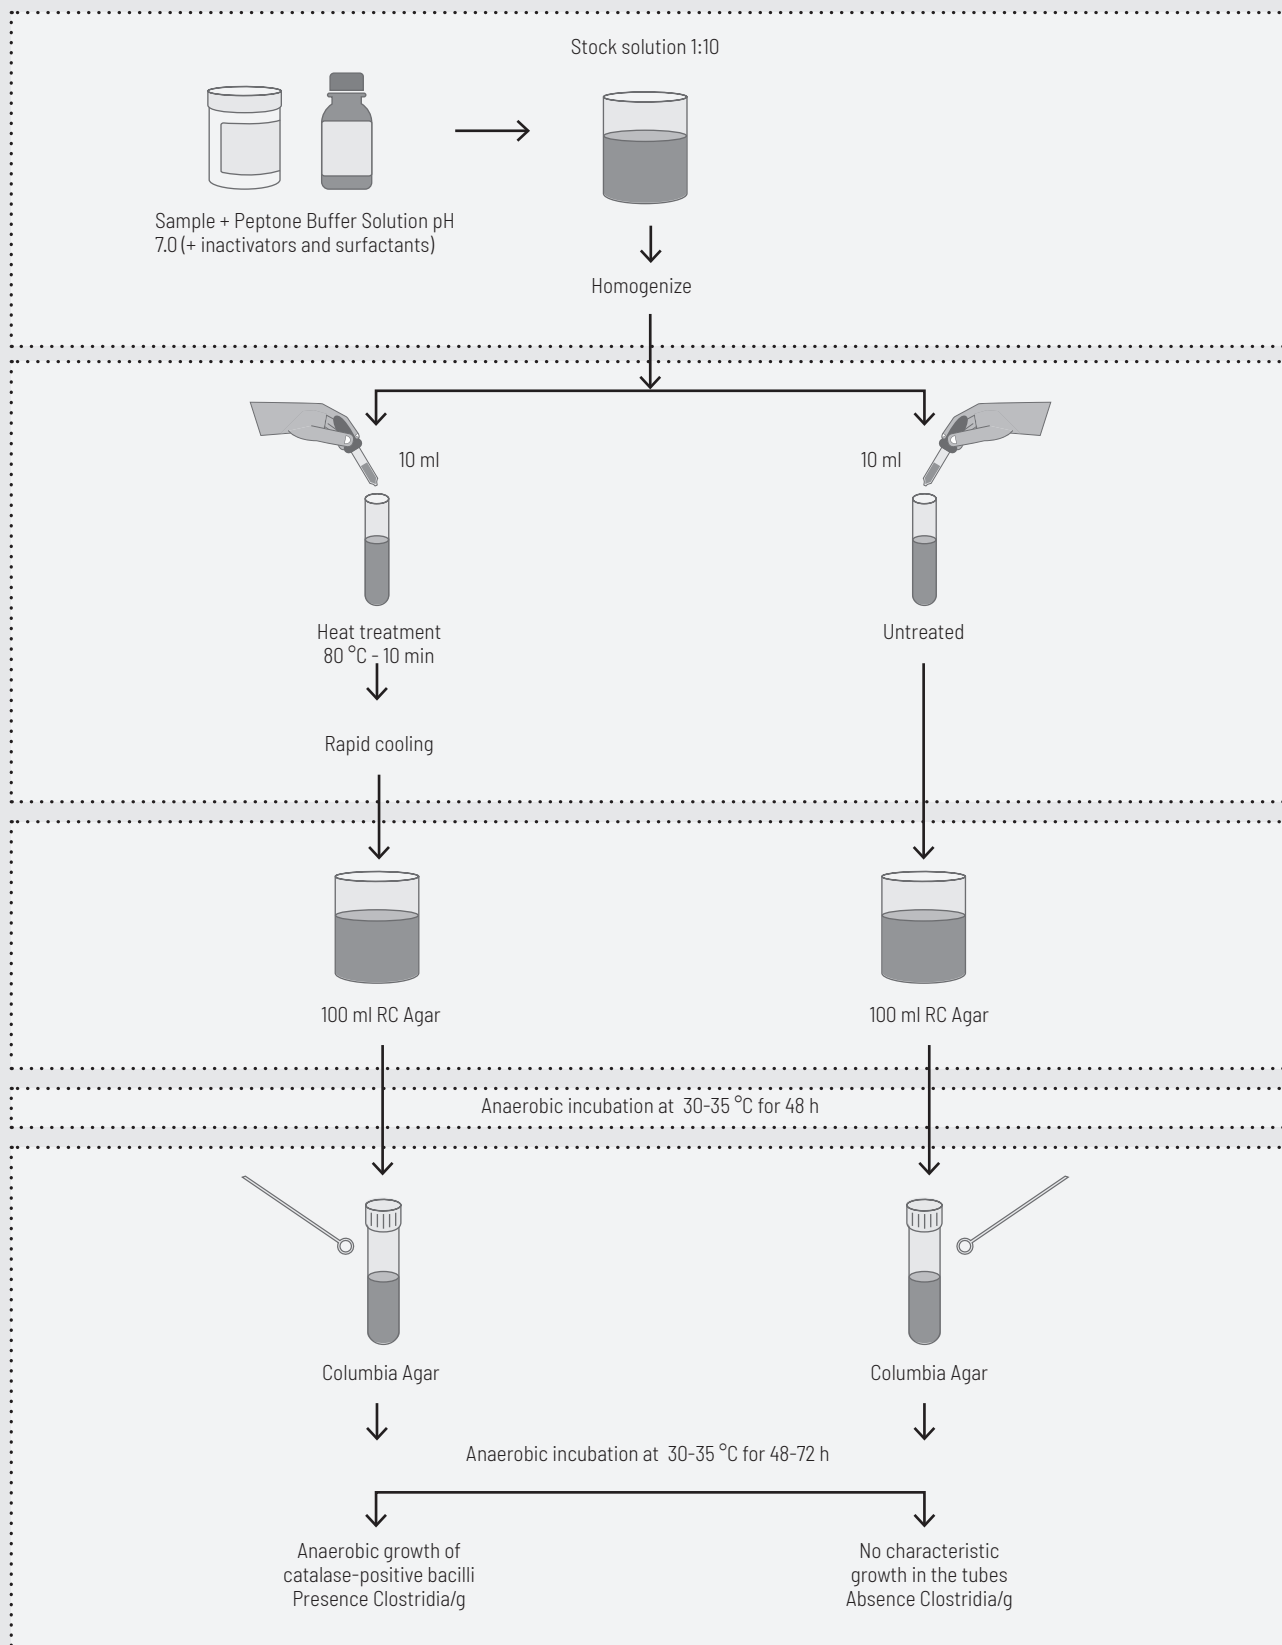 Stock solution 1:10
Sample + Peptone Buffer Solution pH
7.0 (+ inactivators and surfactants)
Homogenize
10 ml
10 ml
Heat treatment
80 °C - 10 min
Untreated
Rapid cooling
100 ml RC Agar
100 ml RC Agar
Anaerobic incubation at 30-35 °C for 48 h
Columbia Agar
Columbia Agar
Anaerobic incubation at 30-35 °C for 48-72 h
Anaerobic growth of
catalase-positive bacilli
Presence Clostridia/g
No characteristic
growth in the tubes
Absence Clostridia/g